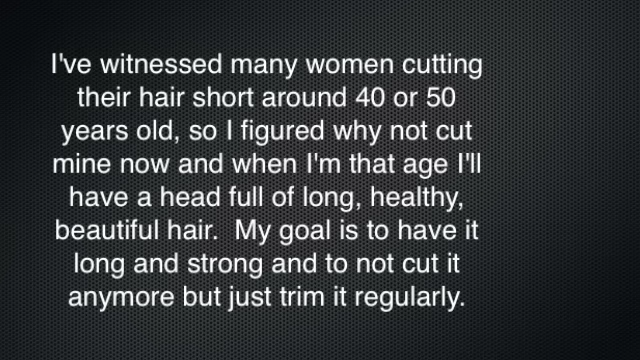 I've witnessed many women cutting
their hair short around 40 or 50
years old, so I figured why not cut
mine now and when I'm that age I'll
have a head full of long, healthy,
beautiful hair.  My goal is to have it
long and strong and to not cut it
anymore but just trim it regularly.